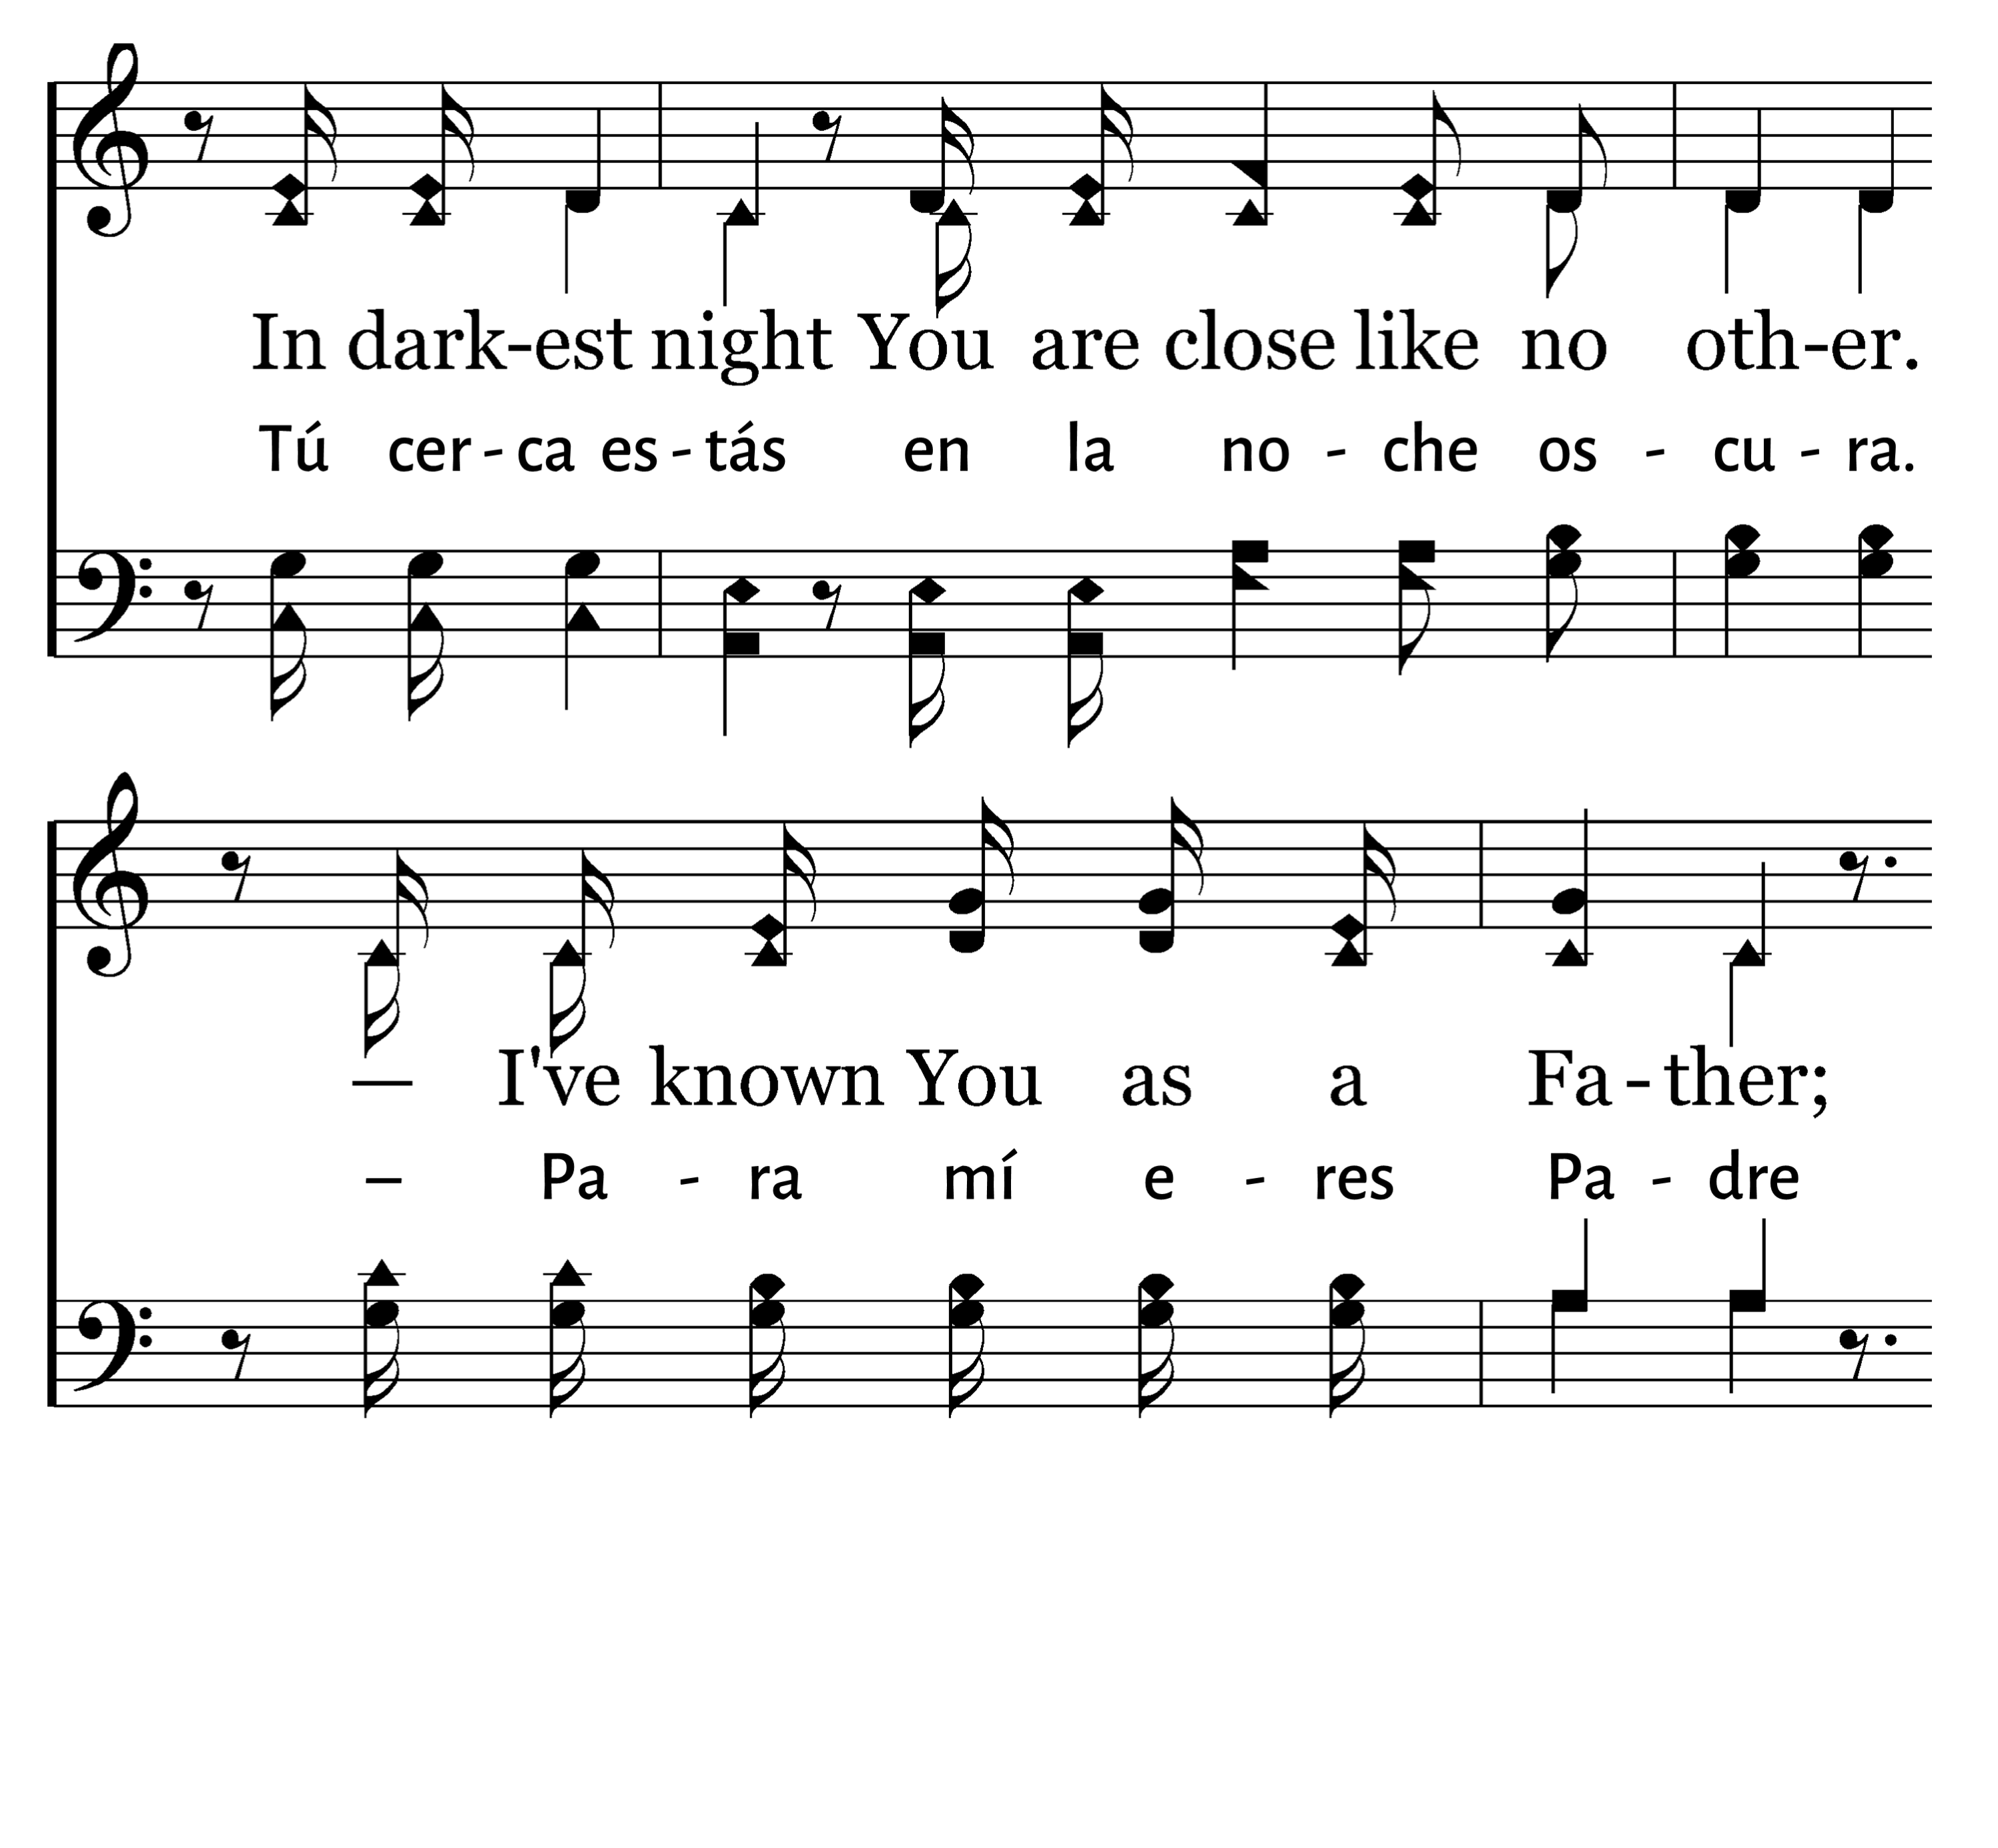 In dark-est night You are close like no oth-er.
Tú cer-ca es-tás en la no-che os-cu-ra.
— I've known You as a Fa-ther;
– Pa-ra mí e-res Pa-dre